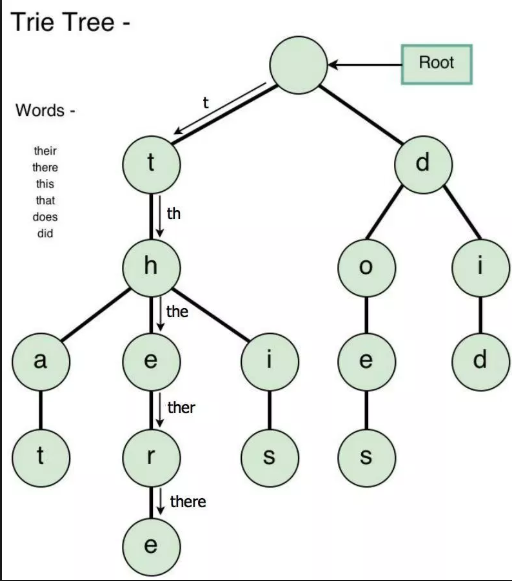 Trie Tree -
Root
t
Words -
their
there
this
that
does
did
t
d
th
h
o
i
the
a
e
i
e
d
ther
t
r
s
s
there
e